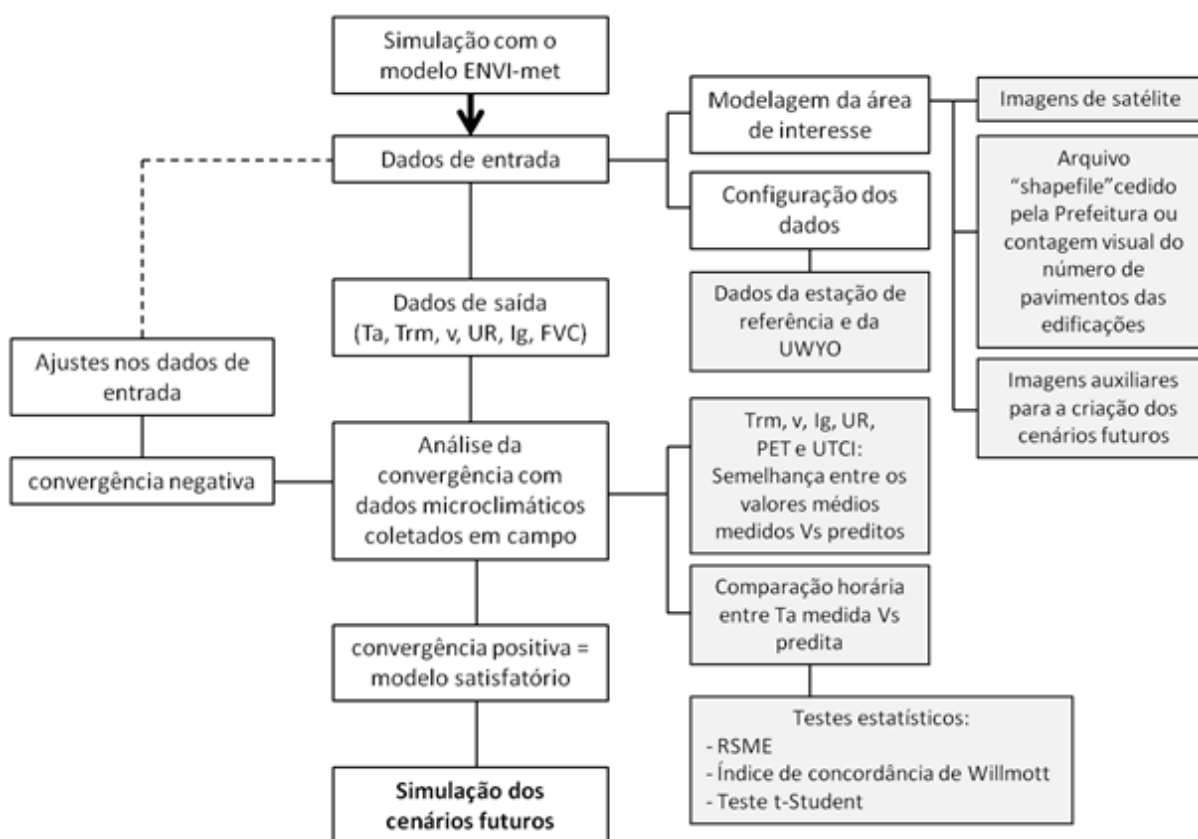 Simulação com o
modelo ENVI-met
Dados de entrada
Modelagem da área
de interesse
Imagens de satélite
Arquivo
“shapefile”cedido
pela Prefeitura ou
contagem visual do
número de
pavimentos das
edificações
Imagens auxiliares
para a criação dos
cenários futuros
Configuração dos
dados
Dados da estação de
referência e da
UWYO
Dados de saída
(Ta, Trm, v, UR, Ig, FVC)
Ajustes nos dados de
entrada
convergência negativa
Análise da
convergência com
dados microclimáticos
coletados em campo
Trm, v, Ig, UR,
PET e UTCI:
Semelhança entre os
valores médios
medidos Vs preditos
Comparação horária
entre Ta medida Vs
predita
Testes estatísticos:
- RSME
- Índice de concordância de Willmott
- Teste t-Student
convergência positiva =
modelo satisfatório
Simulação dos
cenários futuros